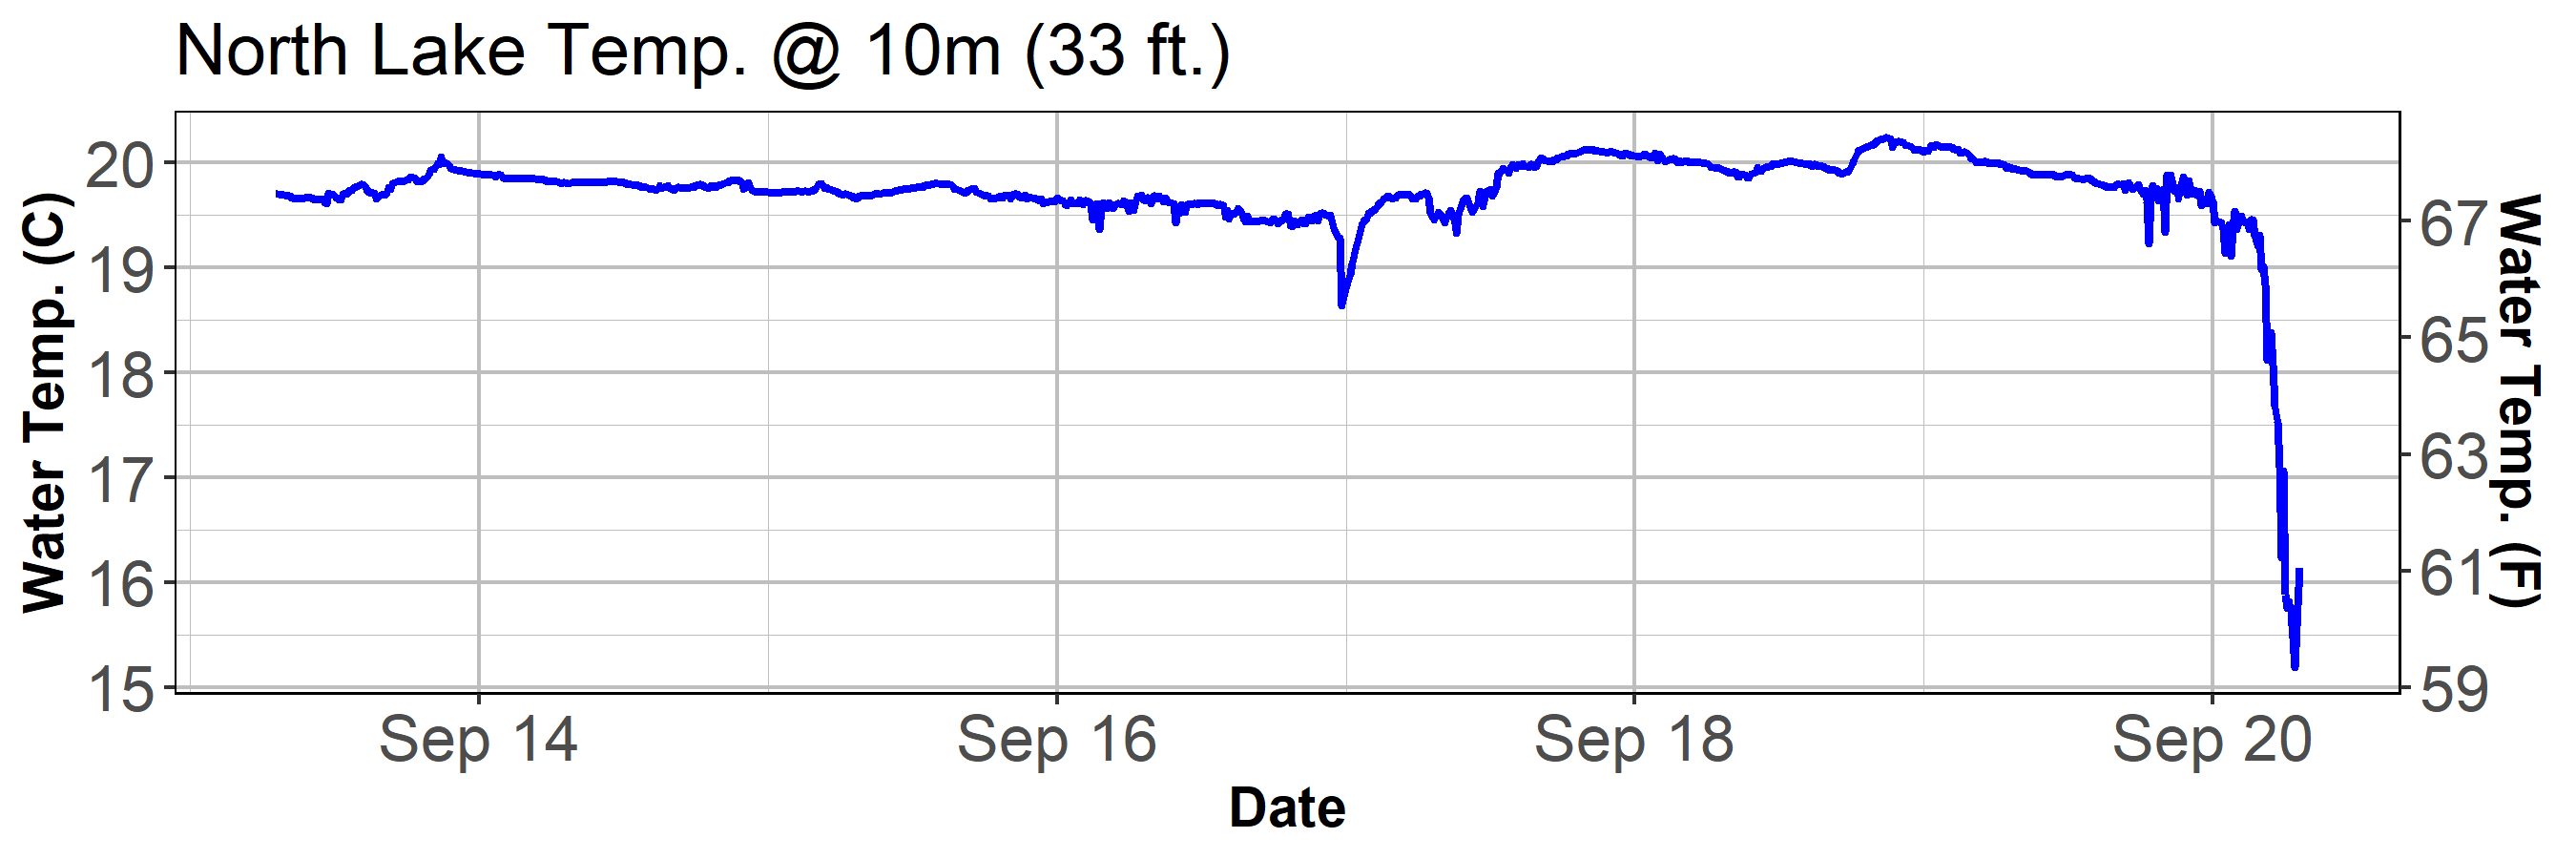 North Lake Temp. @ 10m (33 ft.)
Water Temp. (C)
20
19
18
17
16
15
67
65
63
61
59
Water Temp. (F)
Sep 14 Sep 16 Sep 18 Sep 20
Date